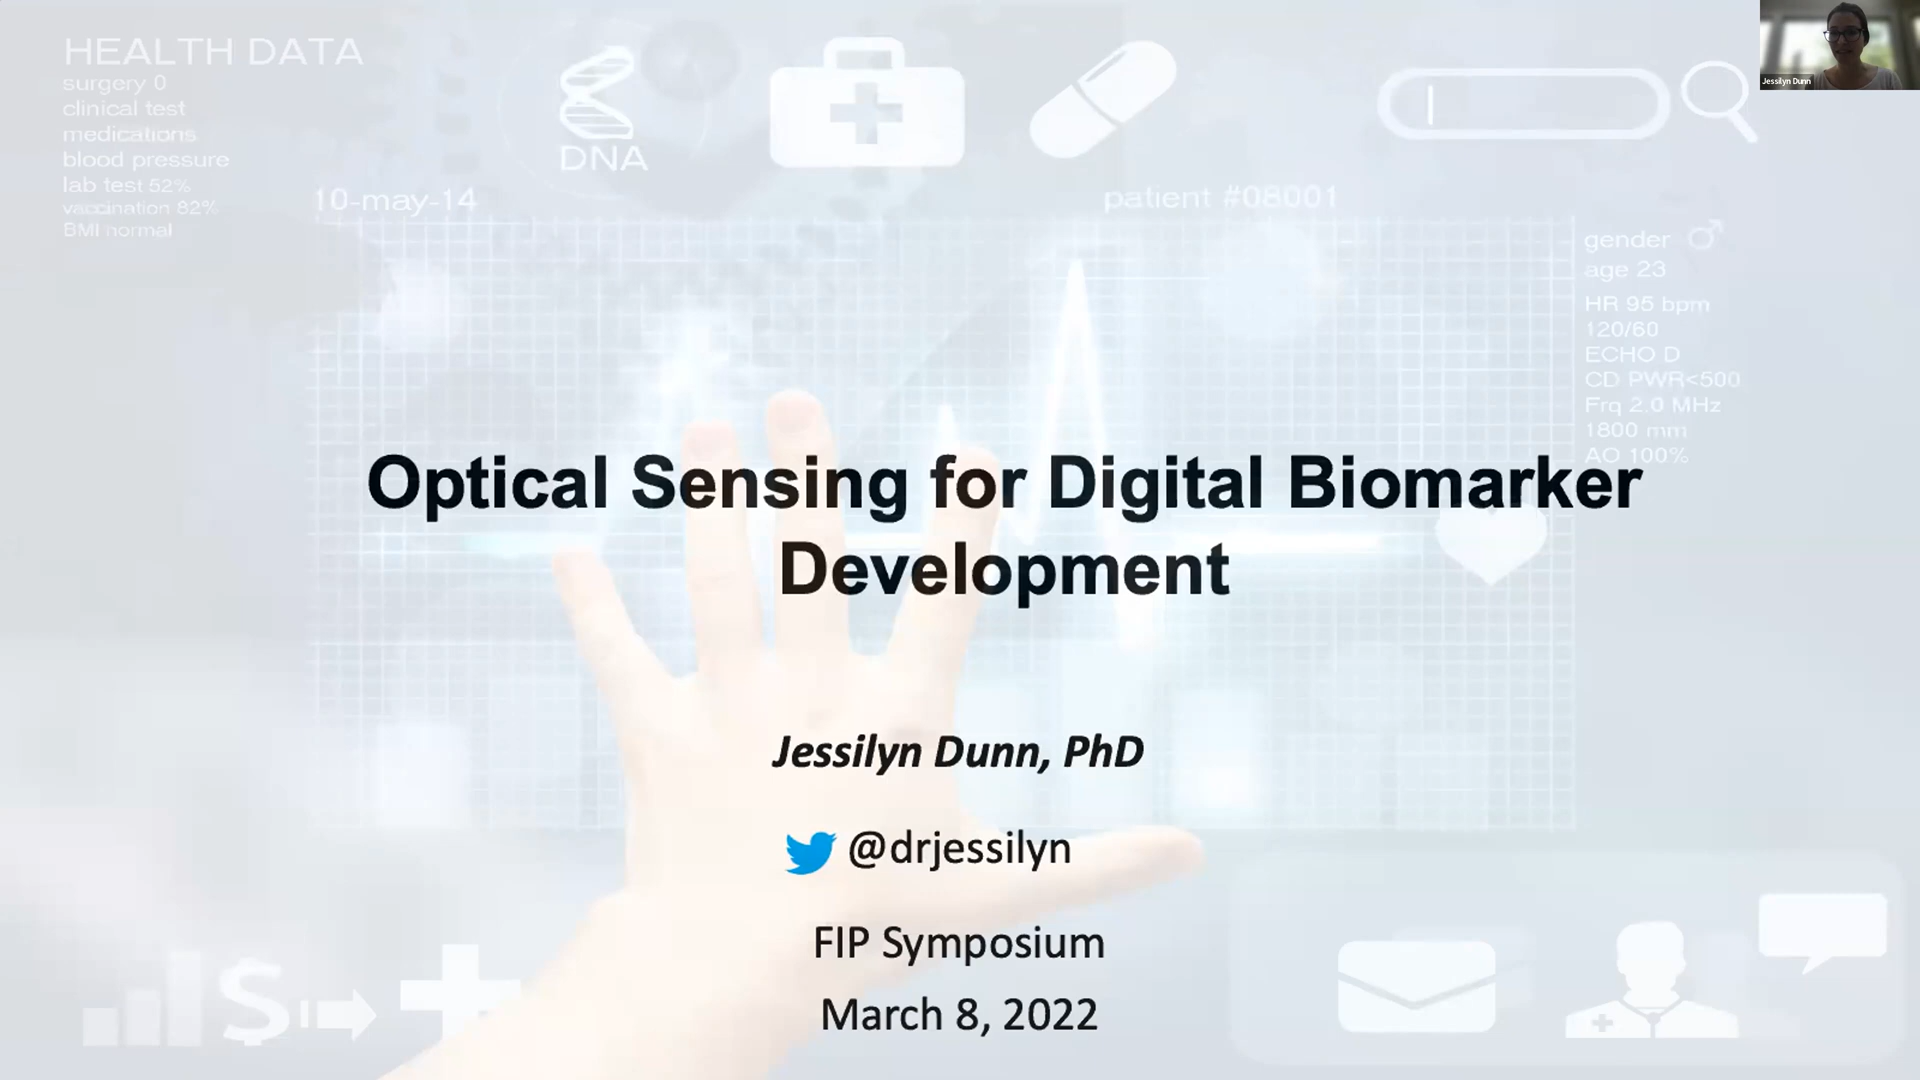 HEALTH DATA
surgery 0
clinical test
medications
blood pressure
lab test 52%
vaccination 82%
BMI normal
DNA
10-may-14
patient #08001
Jessilyn Dunn
gender
age 23
HR 95 bpm
120/60
ECHO D
CD PWR<500
Frq 2.0 MHz
1800 mm
AO 100%
Optical Sensing for Digital Biomarker
Development
Jessilyn Dunn, PhD
@drjessilyn
FIP Symposium
March 8, 2022
$